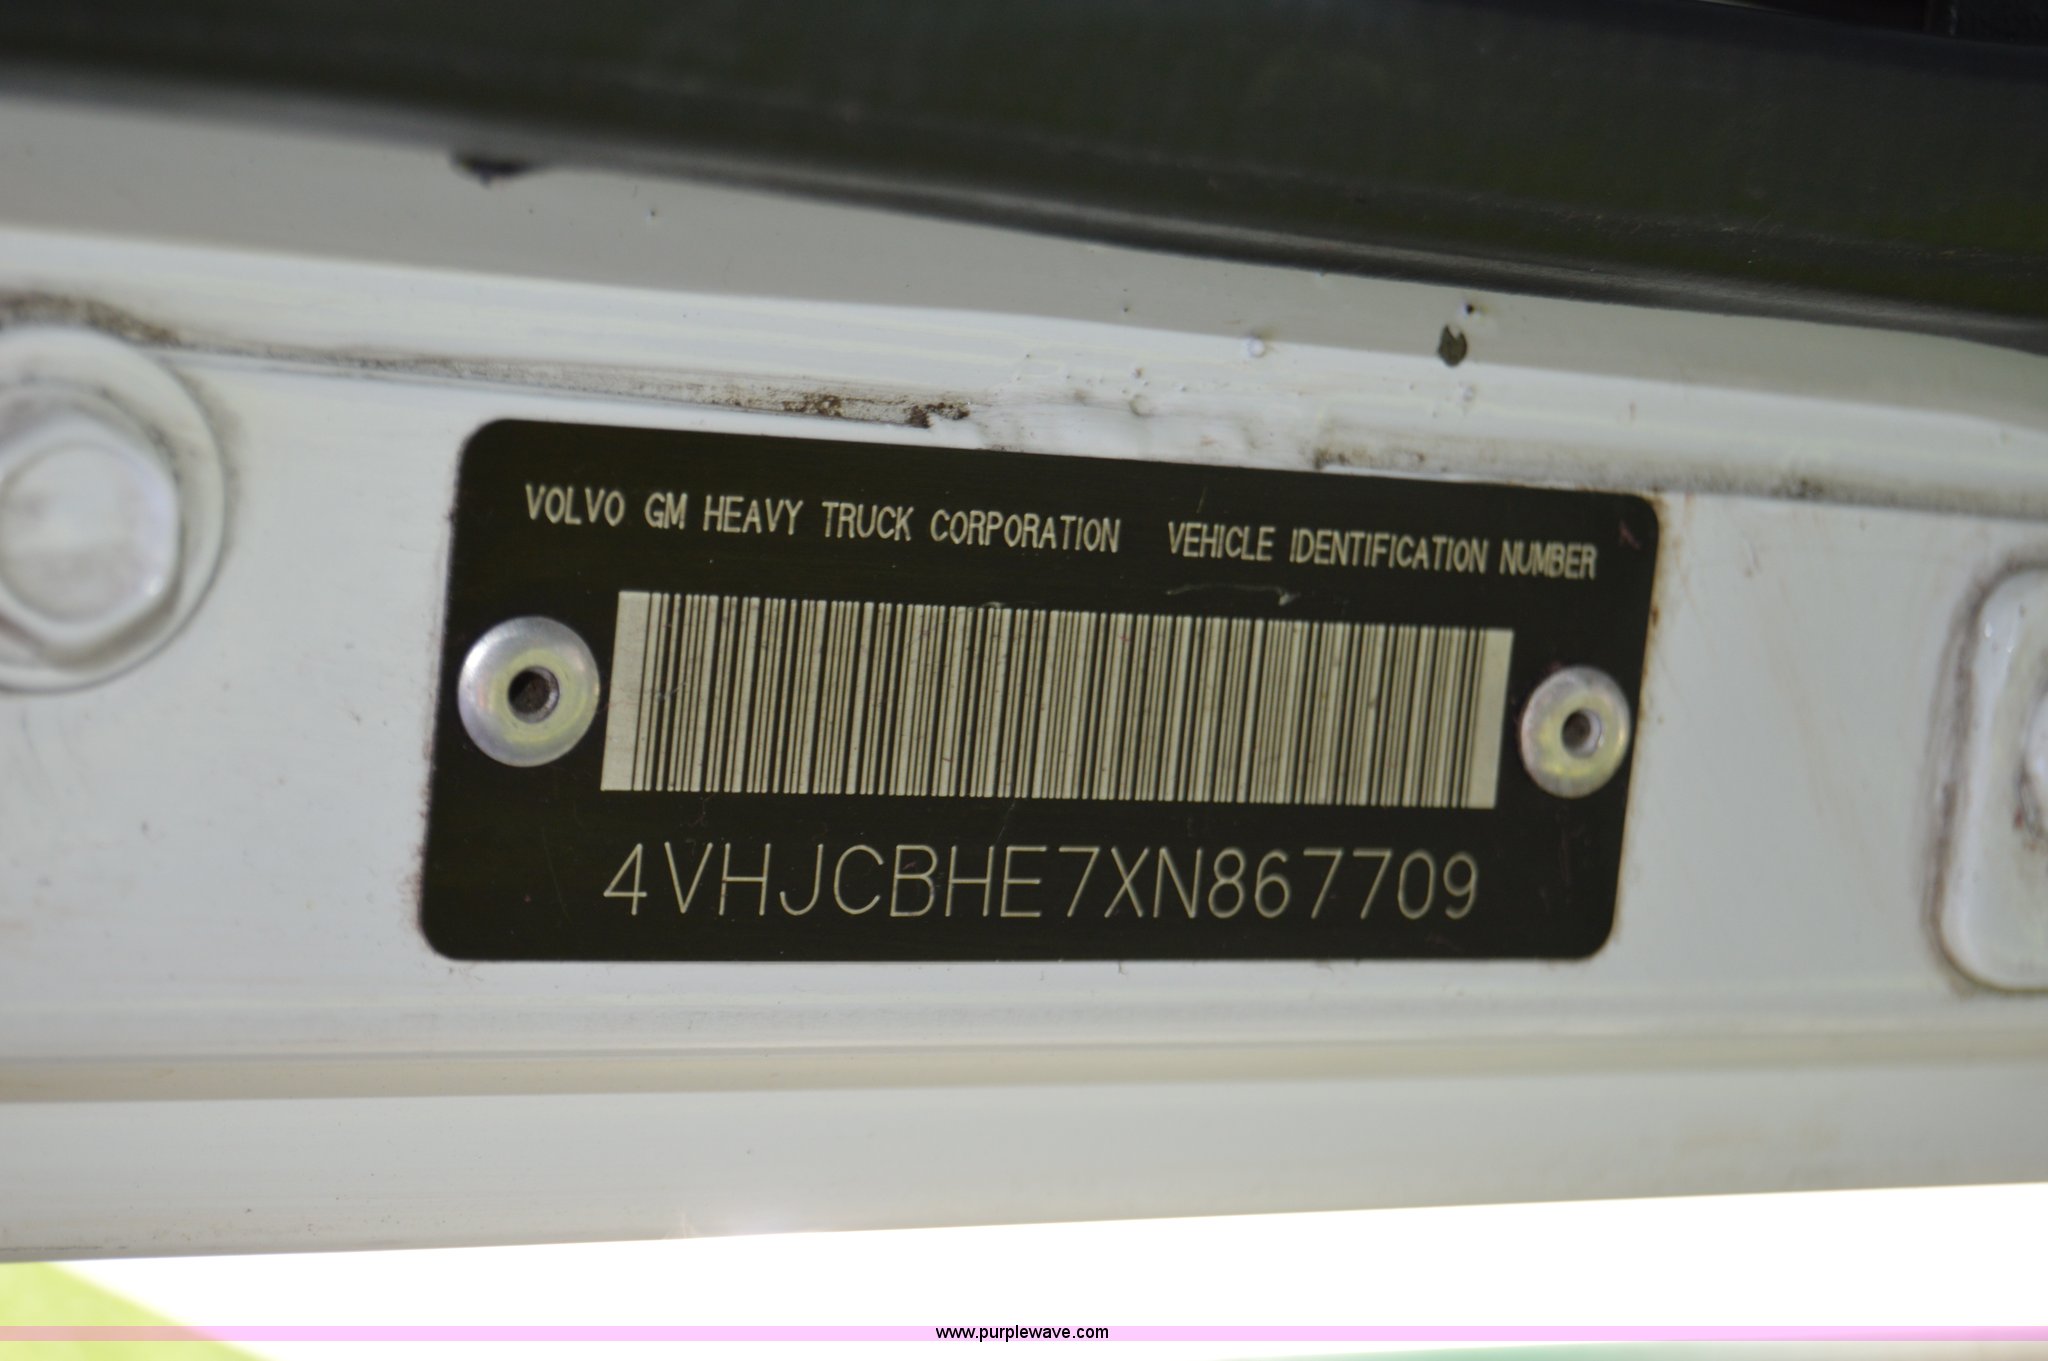 VOLVO GM HEAVY TRUCK CORPORATION VEHICLE IDENTIFICATION NUMBER
4VHJCBHE7XN867709
www.purplewave.com